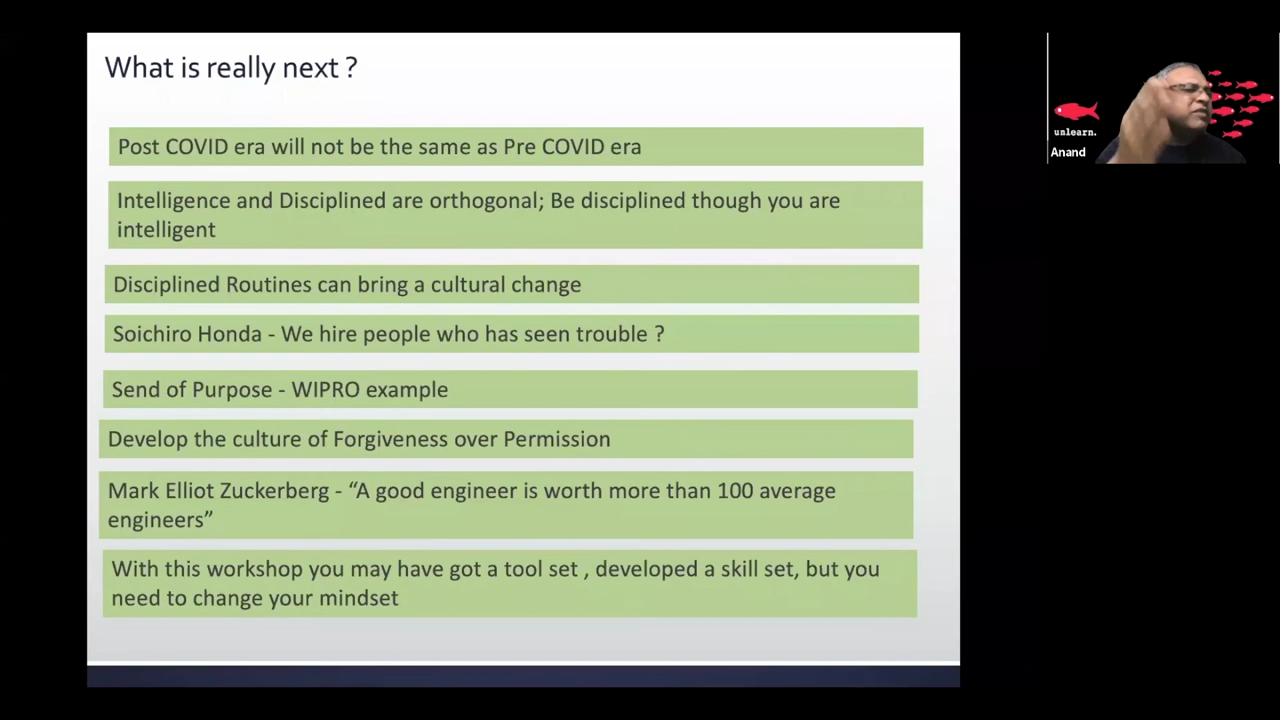 What is really next ?
Post COVID era will not be the same as Pre COVID era
Intelligence and Disciplined are orthogonal; Be disciplined though you are
intelligent
Disciplined Routines can bring a cultural change
Soichiro Honda - We hire people who has seen trouble ?
Send of Purpose - WIPRO example
Develop the culture of Forgiveness over Permission
Mark Elliot Zuckerberg - “A good engineer is worth more than 100 average
engineers”
With this workshop you may have got a tool set , developed a skill set, but you
need to change your mindset
unlearn.
Anand